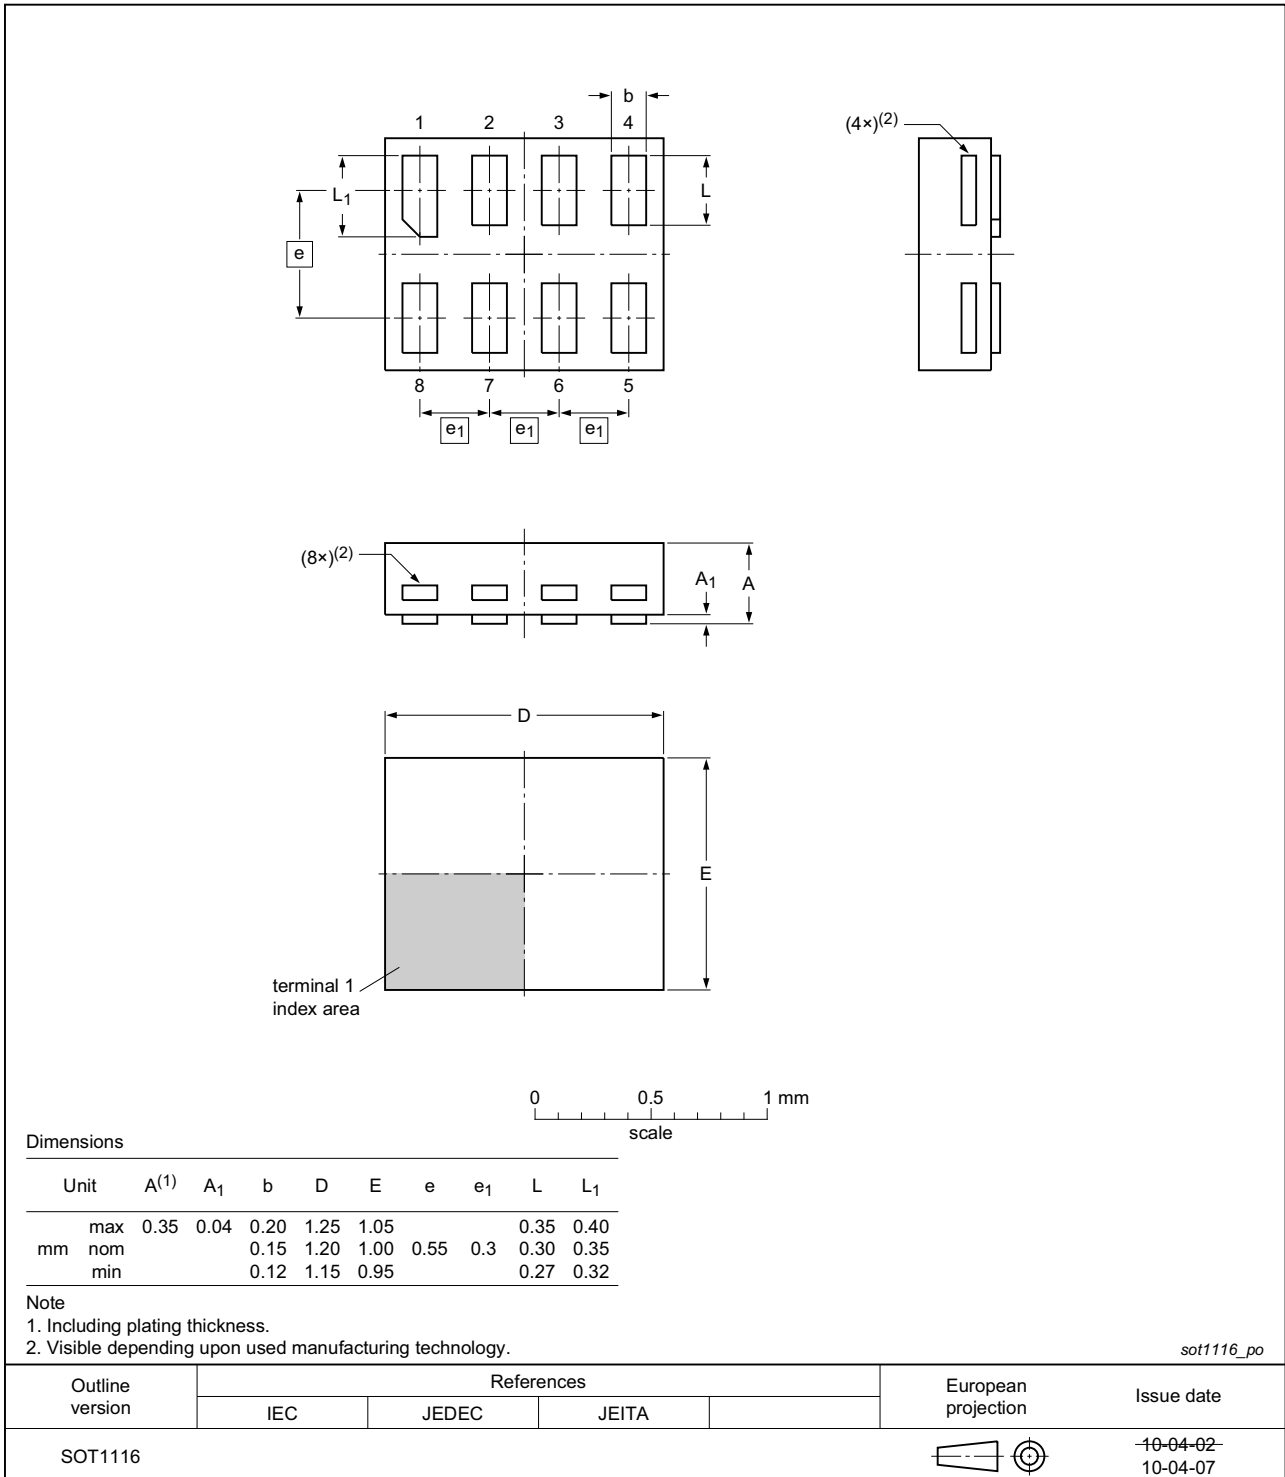 b
1 2 3 4
(4×)(2)
L1
L
e
8 7 6 5
e1 e1 e1
(8×)(2)
A1
A
D
E
terminal 1
index area
0 0.5 1 mm
scale
Dimensions
Unit A(1) A1 b D E e e1 L L1
max 0.35 0.04 0.20 1.25 1.05 0.35 0.40
mm nom 0.15 1.20 1.00 0.55 0.3 0.30 0.35
min 0.12 1.15 0.95 0.27 0.32
Note
1. Including plating thickness.
2. Visible depending upon used manufacturing technology.
sot1116_po
Outline version References European projection Issue date
IEC JEDEC JEITA
SOT1116
10-04-02
10-04-07